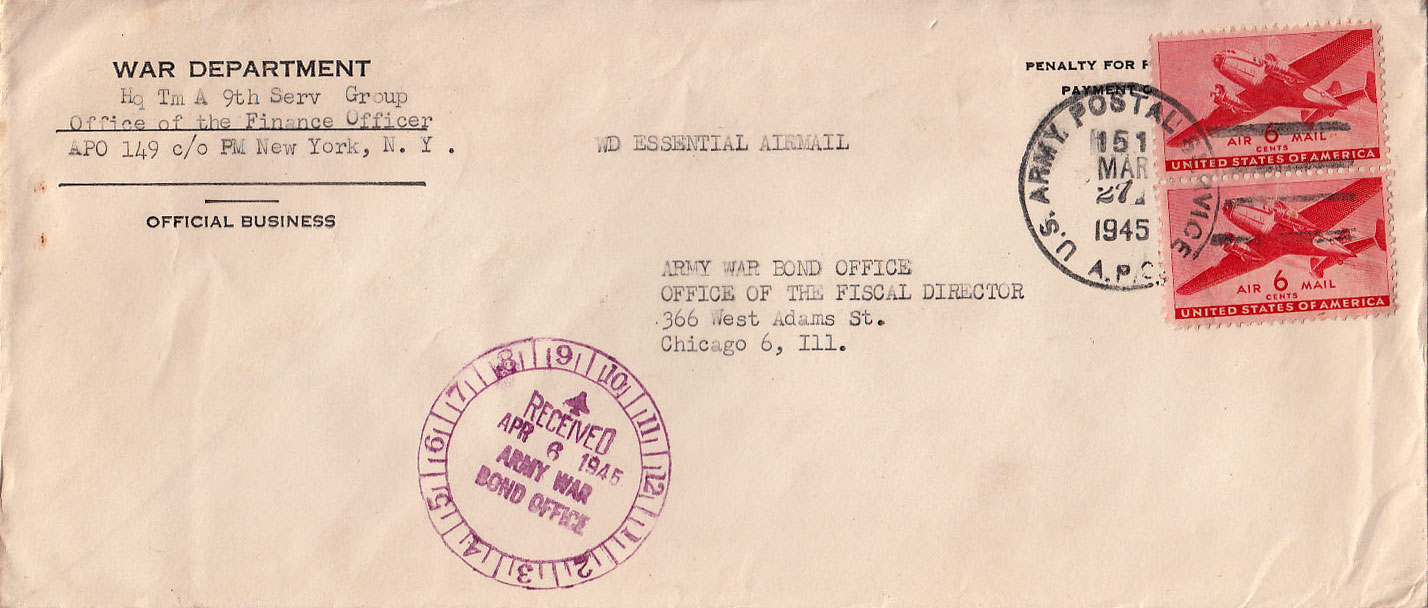 WAR DEPARTMENT
Hq Tm A 9th Serv Group
Office of the Finance Officer
APO 149 c/o PM New York, N. Y .
OFFICIAL BUSINESS
WD ESSENTIAL AIRMAIL
PENALTY FOR
PAYMENT
U.S. ARMY. POSTAL SERVICE
151
MAR
27
1945
A.P.O.
AIR 6 MAIL
CENTS
UNITED STATES OF AMERICA
AIR 6 MAIL
CENTS
UNITED STATES OF AMERICA
ARMY WAR BOND OFFICE
OFFICE OF THE FISCAL DIRECTOR
366 West Adams St.
Chicago 6, Ill.
8 9 10 11 12 1 2 3 4 5 6 7
RECEIVED
APR 6 1945
ARMY WAR
BOND OFFICE